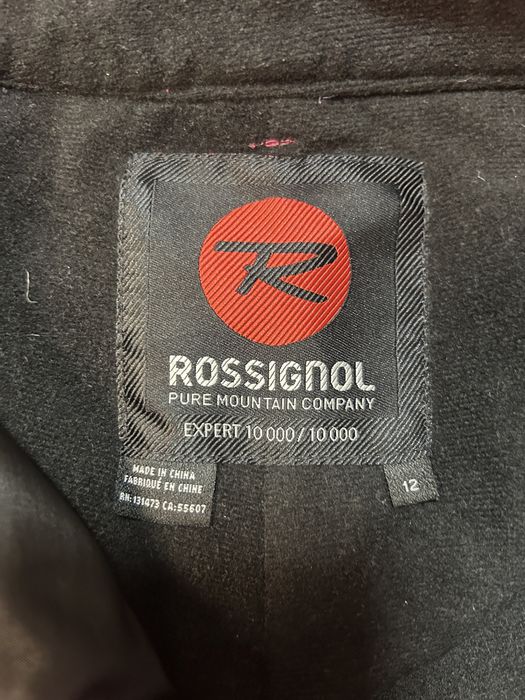 R
ROSSIGNOL
PURE MOUNTAIN COMPANY
EXPERT 10 000 / 10 000
MADE IN CHINA
FABRIQUÉ EN CHINE
RN: 131473 CA: 55607
12